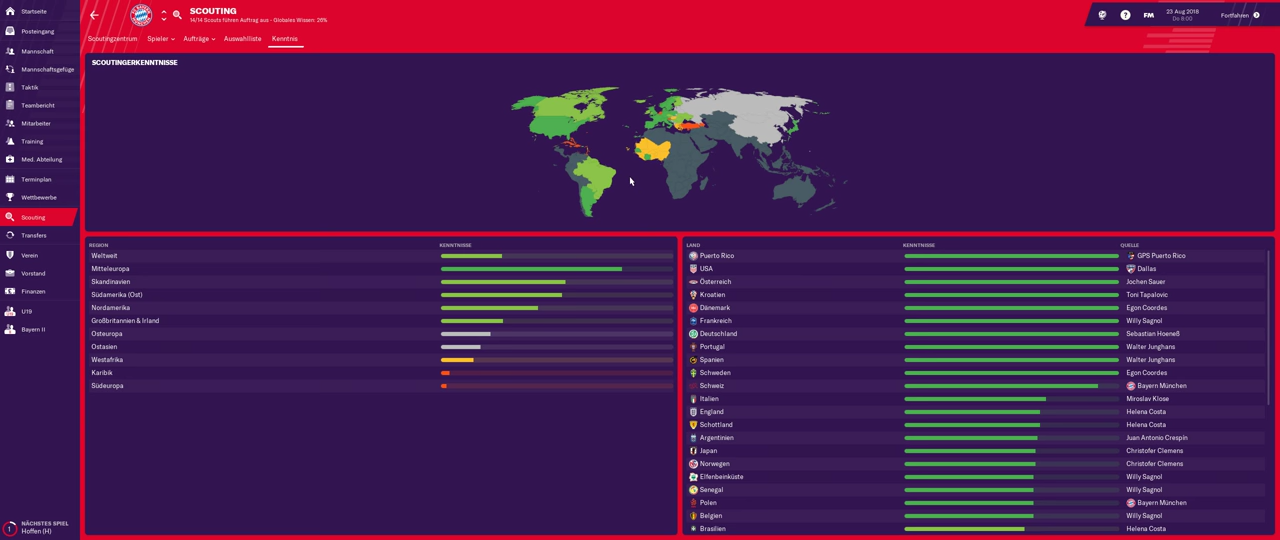 Startseite
Posteingang
Mannschaft
Mannschaftsgefüge
Taktik
Teambericht
Mitarbeiter
Training
Med. Abteilung
Terminplan
Wettbewerbe
Scouting
Transfers
Verein
Vorstand
Finanzen
U19
Bayern II
1 NÄCHSTES SPIEL
Hoffen (H)
SCOUTING
14/14 Scouts führen Auftrag aus - Globales Wissen: 26%
FM
23 Aug 2018
Do 8:00
Fortfahren
Scoutingzentrum Spieler Aufträge Auswahlliste Kenntnis
SCOUTINGERKENNTNISSE
REGION KENNTNISSE
Weltweit
Mitteleuropa
Skandinavien
Südamerika (Ost)
Nordamerika
Großbritannien & Irland
Osteuropa
Ostasien
Westafrika
Karibik
Südeuropa
LAND KENNTNISSE QUELLE
Puerto Rico GPS Puerto Rico
USA Dallas
Österreich Jochen Sauer
Kroatien Toni Tapalovic
Dänemark Egon Coordes
Frankreich Willy Sagnol
Deutschland Sebastian Hoeneß
Portugal Walter Junghans
Spanien Walter Junghans
Schweden Egon Coordes
Schweiz Bayern München
Italien Miroslav Klose
England Helena Costa
Schottland Helena Costa
Argentinien Juan Antonio Crespín
Japan Christofer Clemens
Norwegen Christofer Clemens
Elfenbeinküste Willy Sagnol
Senegal Willy Sagnol
Polen Bayern München
Belgien Willy Sagnol
Brasilien Helena Costa